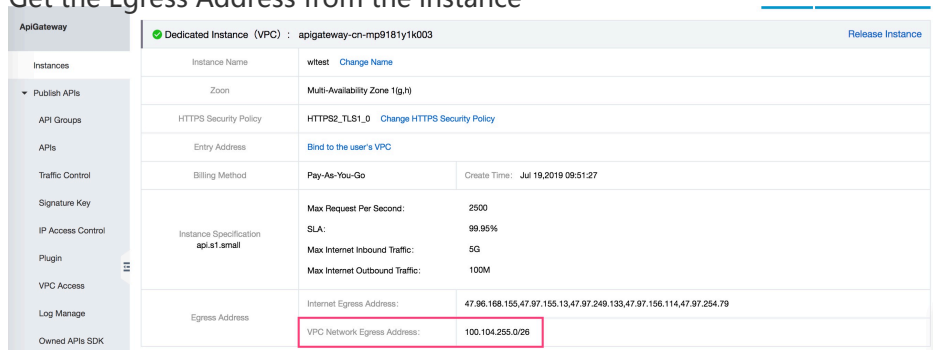 Get the Egress Address from the Instance
ApiGateway
Dedicated Instance（VPC）: apigateway-cn-mp9181y1k003 Release Instance
Instances
Instance Name wltest Change Name
Publish APIs
Zoon Multi-Availability Zone 1(g,h)
API Groups
HTTPS Security Policy HTTPS2_TLS1_0 Change HTTPS Security Policy
APIs
Entry Address Bind to the user's VPC
Traffic Control
Billing Method Pay-As-You-Go Create Time: Jul 19,2019 09:51:27
Signature Key
Max Request Per Second: 2500
IP Access Control
Instance Specification
api.s1.small
SLA: 99.95%
Max Internet Inbound Traffic: 5G
Plugin
Max Internet Outbound Traffic: 100M
VPC Access
Log Manage
Egress Address
Internet Egress Address: 47.96.168.155,47.97.155.13,47.97.249.133,47.97.156.114,47.97.254.79
VPC Network Egress Address: 100.104.255.0/26
Owned APIs SDK